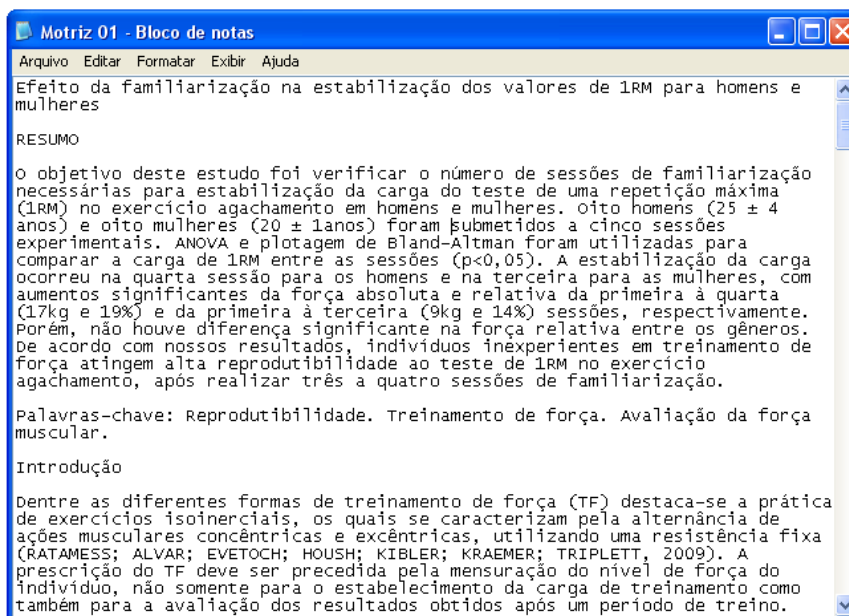 Motriz 01 - Bloco de notas
Arquivo Editar Formatar Exibir Ajuda
Efeito da familiarização na estabilização dos valores de 1RM para homens e
mulheres
RESUMO
O objetivo deste estudo foi verificar o número de sessões de familiarização
necessárias para estabilização da carga do teste de uma repetição máxima
(1RM) no exercício agachamento em homens e mulheres. Oito homens (25 ± 4
anos) e oito mulheres (20 ± 1anos) foram submetidos a cinco sessões
experimentais. ANOVA e plotagem de Bland-Altman foram utilizadas para
comparar a carga de 1RM entre as sessões (p<0,05). A estabilização da carga
ocorreu na quarta sessão para os homens e na terceira para as mulheres, com
aumentos significantes da força absoluta e relativa da primeira à quarta
(17kg e 19%) e da primeira à terceira (9kg e 14%) sessões, respectivamente.
Porém, não houve diferença significante na força relativa entre os gêneros.
De acordo com nossos resultados, indivíduos inexperientes em treinamento de
força atingem alta reprodutibilidade ao teste de 1RM no exercício
agachamento, após realizar três a quatro sessões de familiarização.
Palavras-chave: Reprodutibilidade. Treinamento de força. Avaliação da força
muscular.
Introdução
Dentre as diferentes formas de treinamento de força (TF) destaca-se a prática
de exercícios isoinerciais, os quais se caracterizam pela alternância de
ações musculares concêntricas e excêntricas, utilizando uma resistência fixa
(RATAMESS; ALVAR; EVETOCH; HOUSH; KIBLER; KRAEMER; TRIPLETT, 2009). A
prescrição do TF deve ser precedida pela mensuração do nível de força do
indivíduo, não somente para o estabelecimento da carga de treinamento como
também para a avaliação dos resultados obtidos após um período de treino.